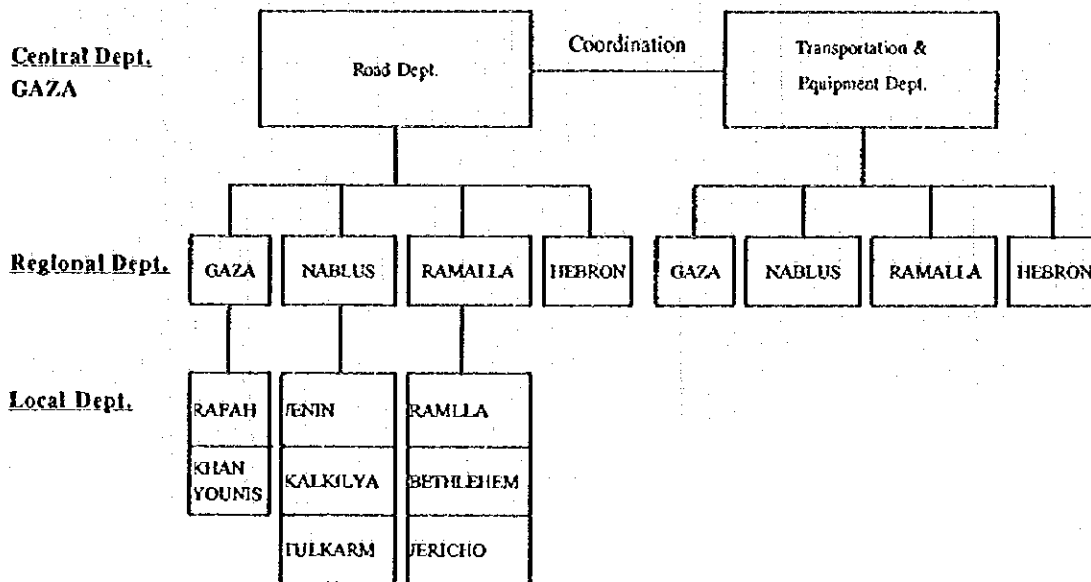 Central Dept.
GAZA
Road Dept.
Coordination
Transportation &
Equipment Dept.
Regional Dept.
GAZA
NABLUS
RAMALLA
HEBRON
GAZA
NABLUS
RAMALLA
HEBRON
Local Dept.
RAFAH
KHAN
YOUNIS
JENIN
KALKILYA
TULKARM
RAMLLA
BETHLEHEM
JERICHO